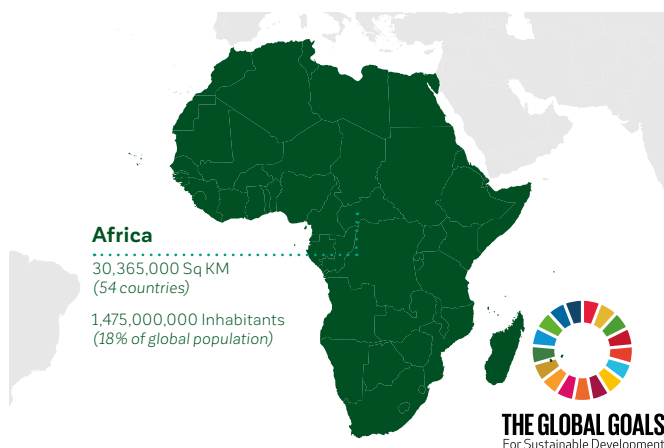 Africa
30,365,000 Sq KM
(54 countries)
1,475,000,000 Inhabitants
(18% of global population)
THE GLOBAL GOALS
For Sustainable Development